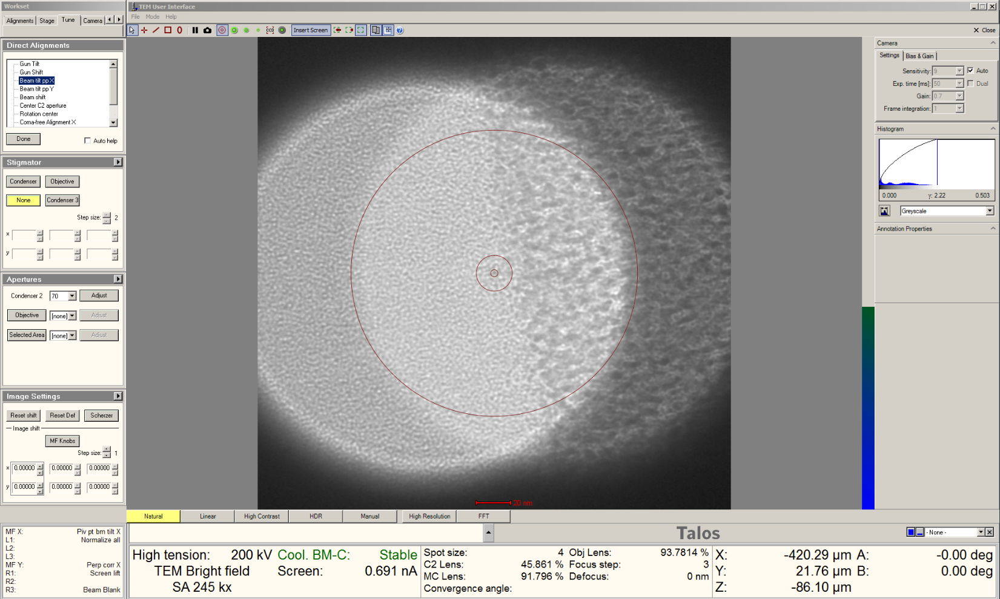 Workset
TEM User Interface
File Mode Help
Alignments Stage Tune Camera
Insert Screen
Close
Direct Alignments
Gun Tilt
Gun Shift
Beam tilt pp X
Beam tilt pp Y
Beam shift
Center C2 aperture
Rotation center
Coma-free Alignment X
Done
Auto help
Stigmator
Condenser Objective
None Condenser 3
Step size: 2
x
y
Apertures
Condenser 2 70 Adjust
Objective [none] Adjust
Selected Area [none] Adjust
Image Settings
Reset shift Reset Def Scherzer
Image shift
MF Knobs
Step size: 1
x 0.00000 0.00000 0.00000
y 0.00000 0.00000 0.00000
MF X: Piv pt bm tilt X
L1: Normalize all
L2:
L3:
MF Y: Perp corr X
R1: Screen lift
R2:
R3: Beam Blank
20 nm
Camera
Settings Bias & Gain
Sensitivity: 9 Auto
Exp. time [ms]: 50 Dual
Gain: 0.7
Frame integration: 1
Histogram
0.000 γ: 2.22 0.503
Greyscale
Annotation Properties
Natural Linear High Contrast HDR Manual High Resolution FFT
Talos
- None -
High tension: 200 kV Cool. BM-C: Stable
TEM Bright field Screen: 0.691 nA
SA 245 kx
Spot size: 4 Obj Lens: 93.7814 %
C2 Lens: 45.861 % Focus step: 3
MC Lens: 91.796 % Defocus: 0 nm
Convergence angle:
X: -420.29 µm A: -0.00 deg
Y: 21.76 µm B: 0.00 deg
Z: -86.10 µm